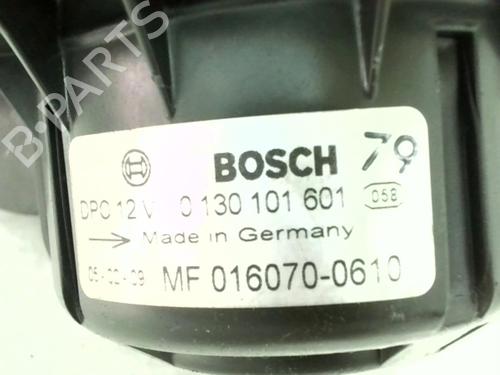 B-PARTS
BOSCH 79
DPC 12 V 0 130 101 601 058
Made in Germany
05-02-09 MF 016070-0610